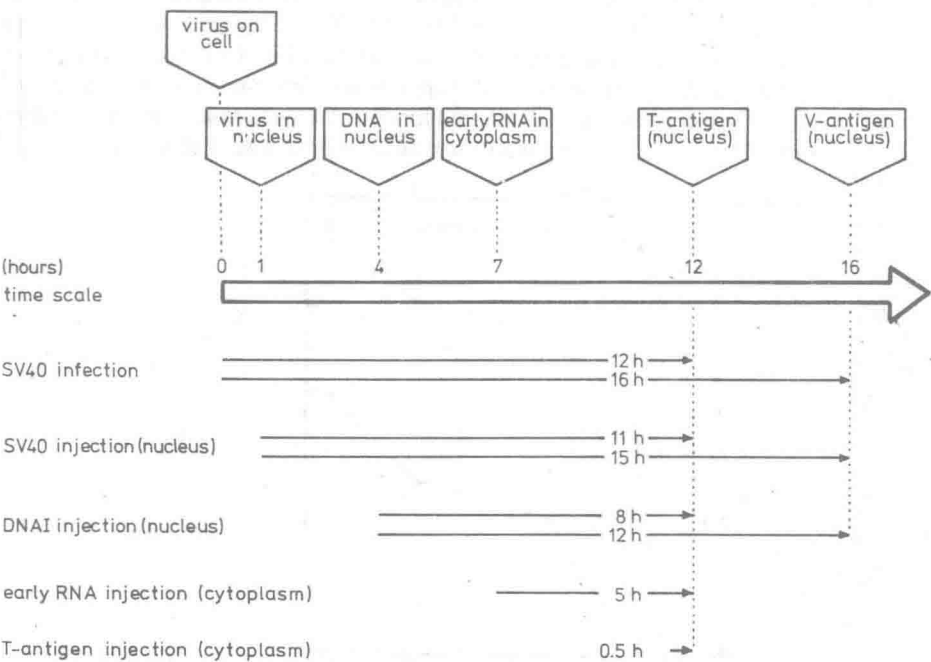 virus on
cell
virus in
nucleus
DNA in
nucleus
early RNA in
cytoplasm
T-antigen
(nucleus)
V-antigen
(nucleus)
(hours)
0 1 4 7 12 16
time scale
SV40 infection
12 h
16 h
SV40 injection (nucleus)
11 h
15 h
DNAI injection (nucleus)
8 h
12 h
early RNA injection (cytoplasm)
5 h
T-antigen injection (cytoplasm)
0.5 h